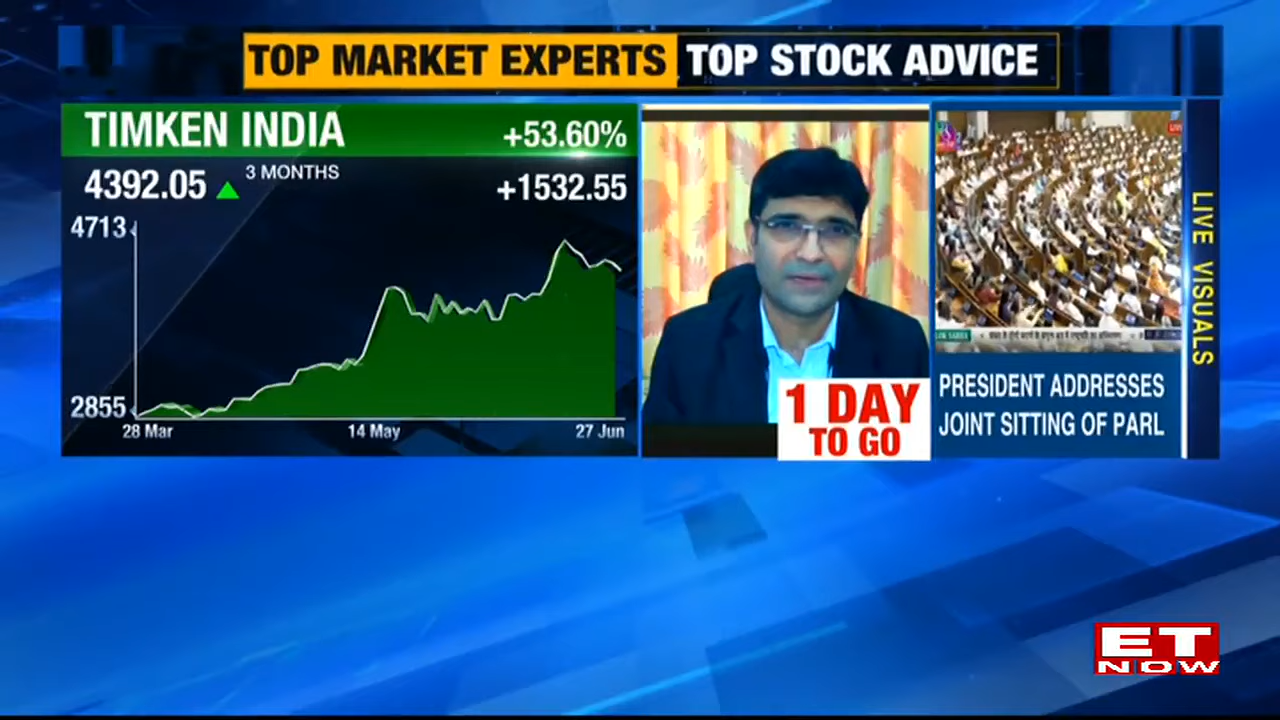 TOP MARKET EXPERTS TOP STOCK ADVICE
TIMKEN INDIA +53.60%
4392.05 3 MONTHS +1532.55
4713
2855
28 Mar 14 May 27 Jun
1 DAY
TO GO
LIVE
PRESIDENT ADDRESSES
JOINT SITTING OF PARL
LIVE VISUALS
ET
NOW